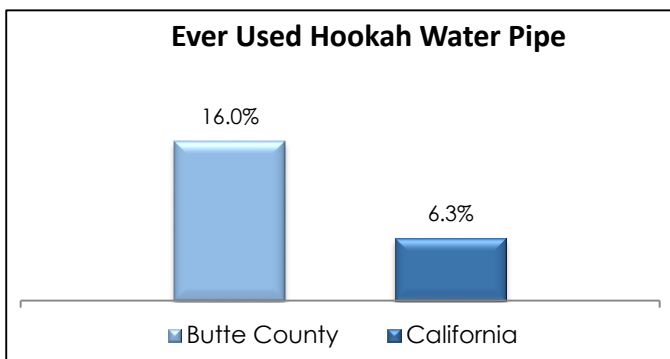 Ever Used Hookah Water Pipe
16.0%
6.3%
Butte County
California